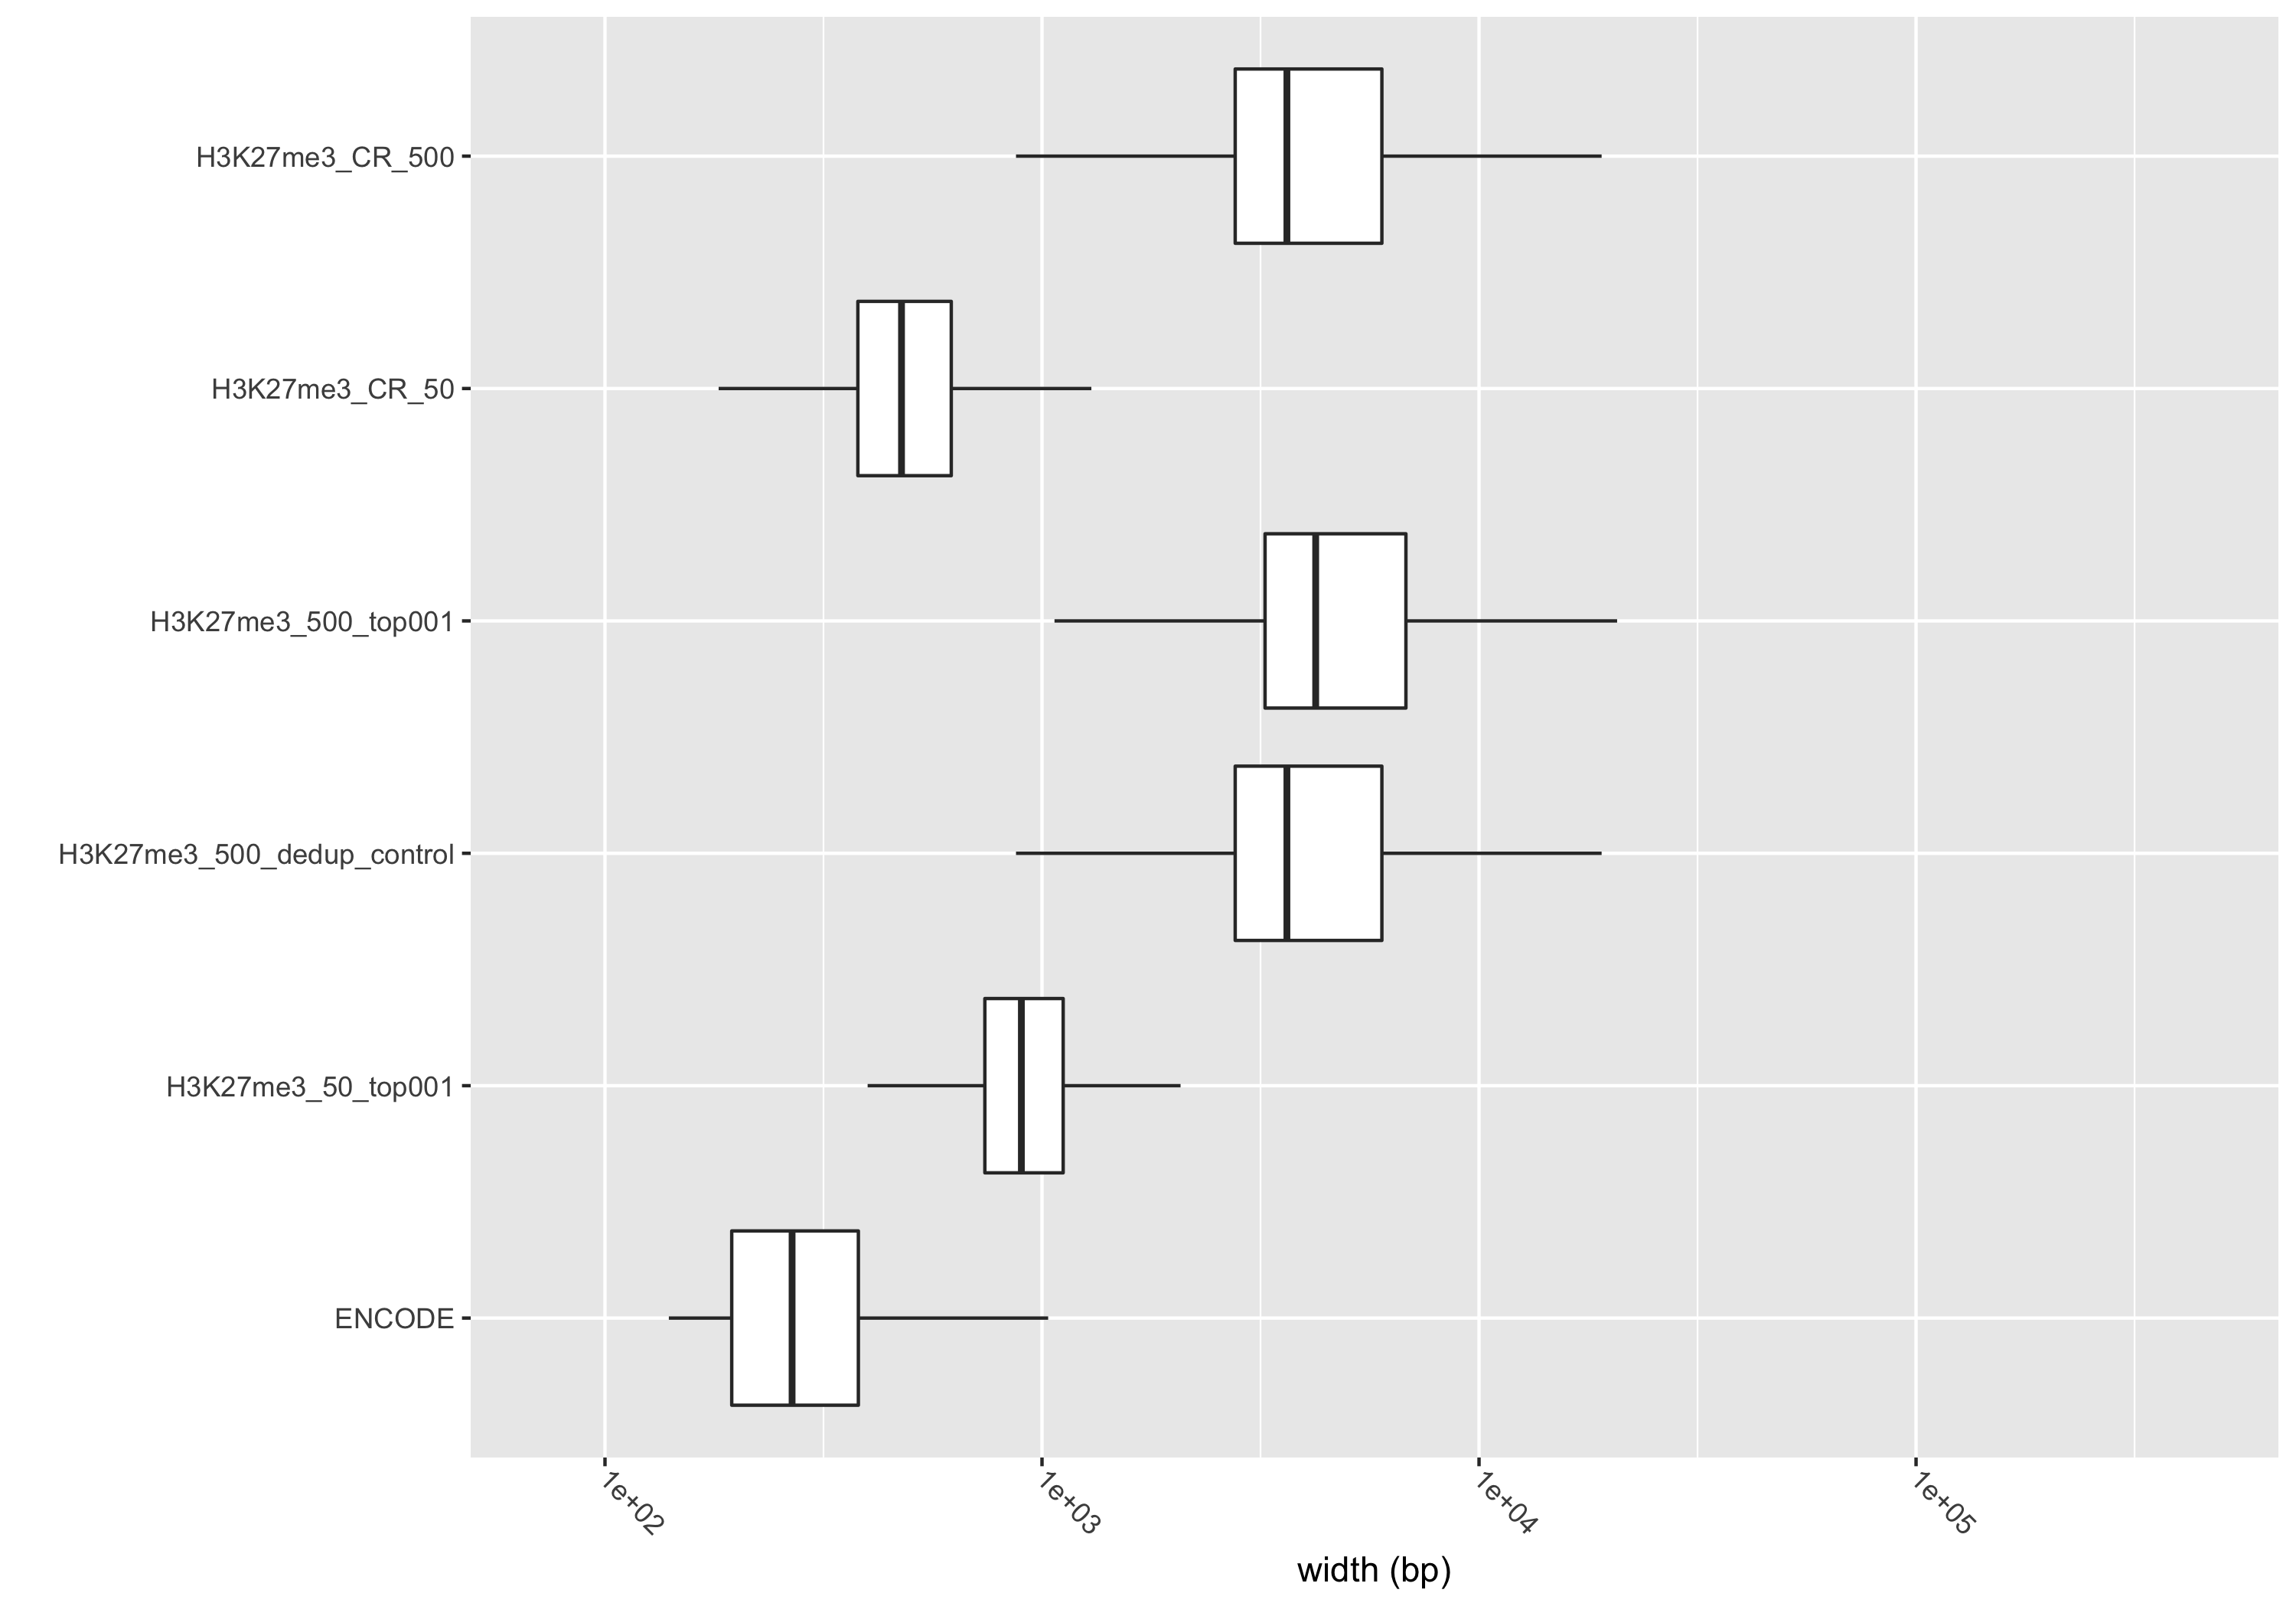 H3K27me3_CR_500
H3K27me3_CR_50
H3K27me3_500_top001
H3K27me3_500_dedup_control
H3K27me3_50_top001
ENCODE
1e+02
1e+03
1e+04
1e+05
width (bp)